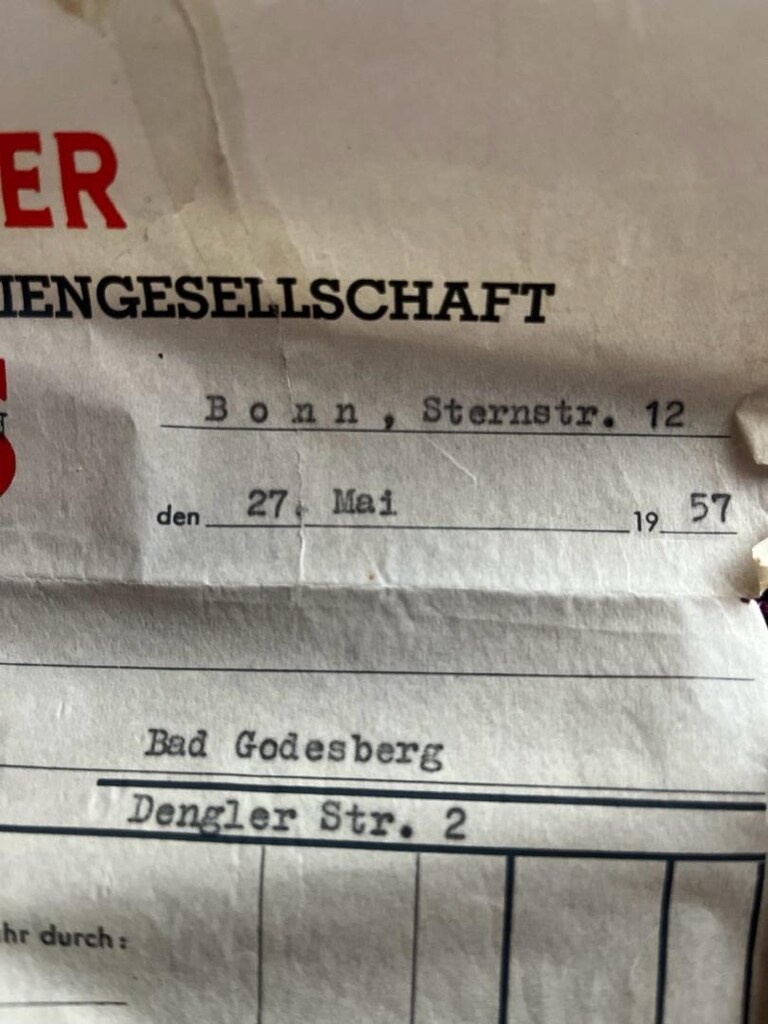 ER
IENGESELLSCHAFT
Bonn, Sternstr. 12
den 27. Mai 19 57
Bad Godesberg
Dengler Str. 2
hr durch: